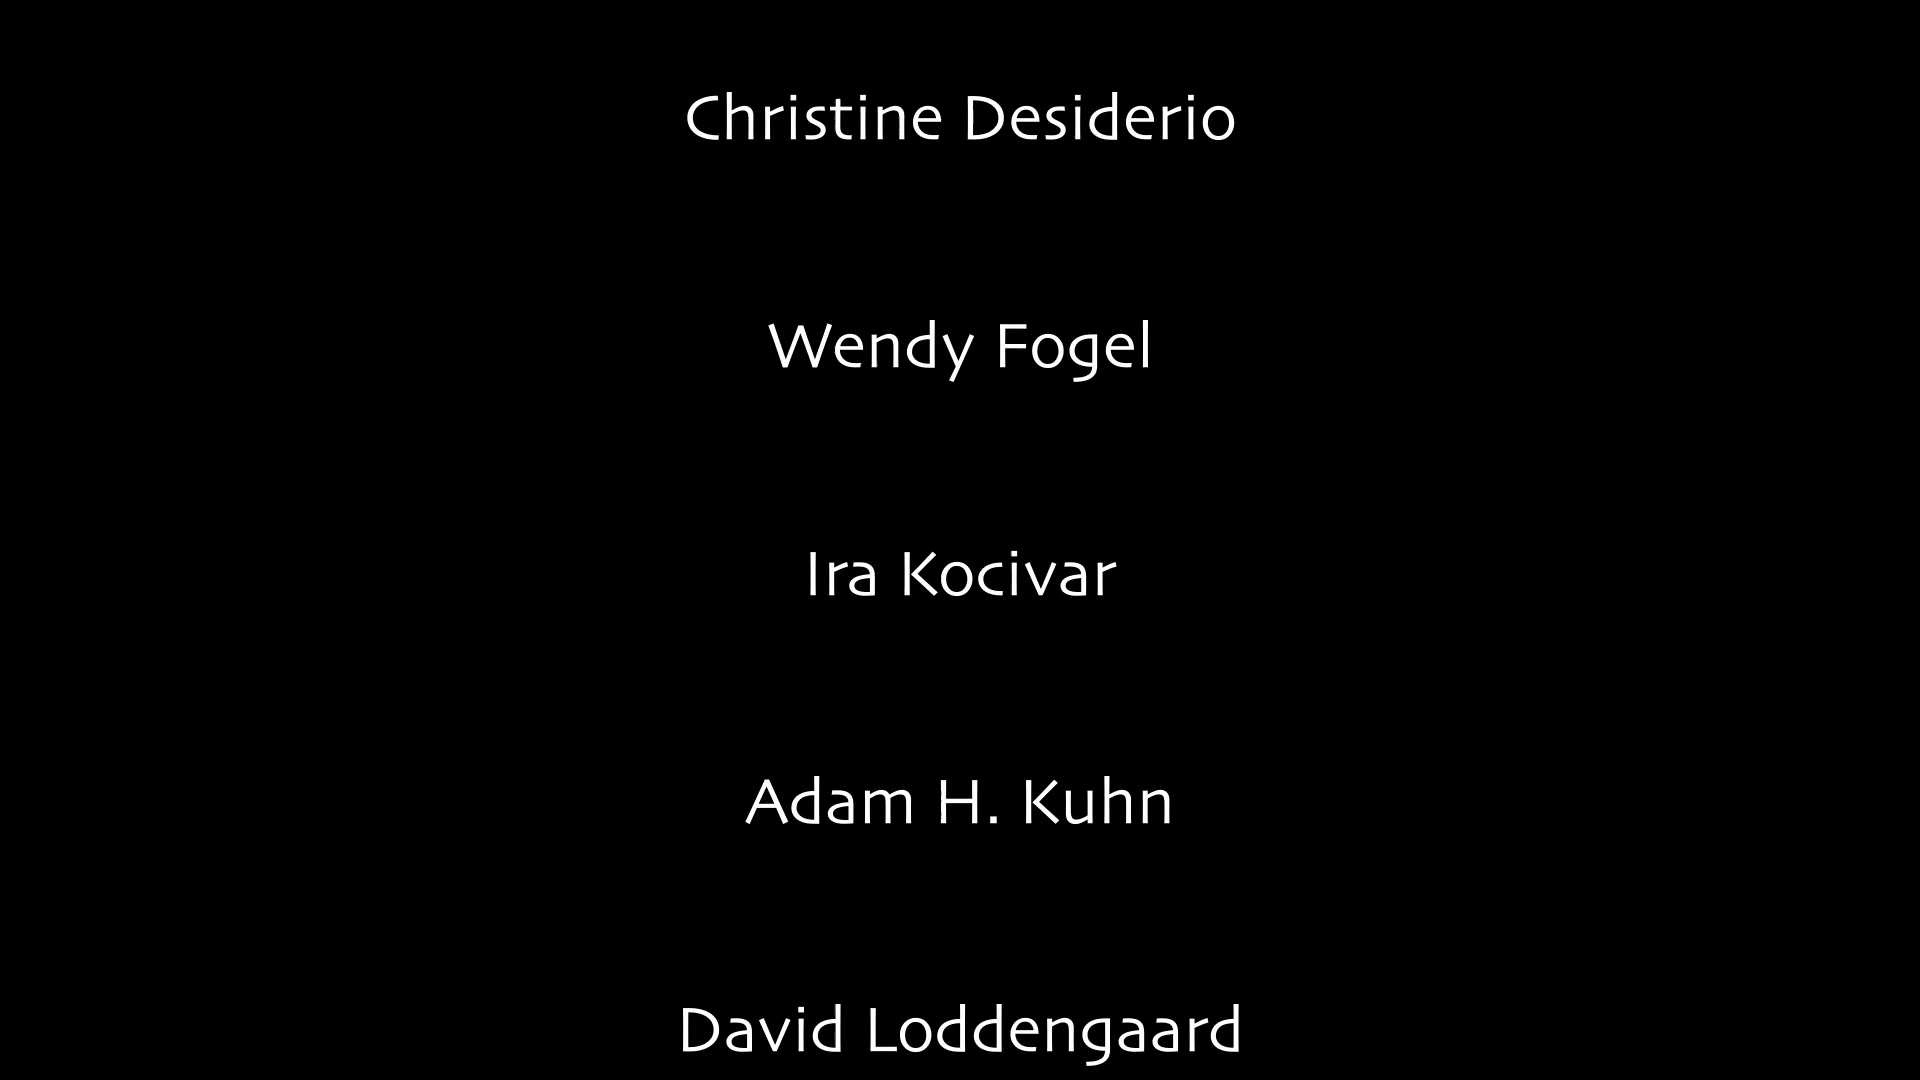 Christine Desiderio
Wendy Fogel
Ira Kocivar
Adam H. Kuhn
David Loddengaard